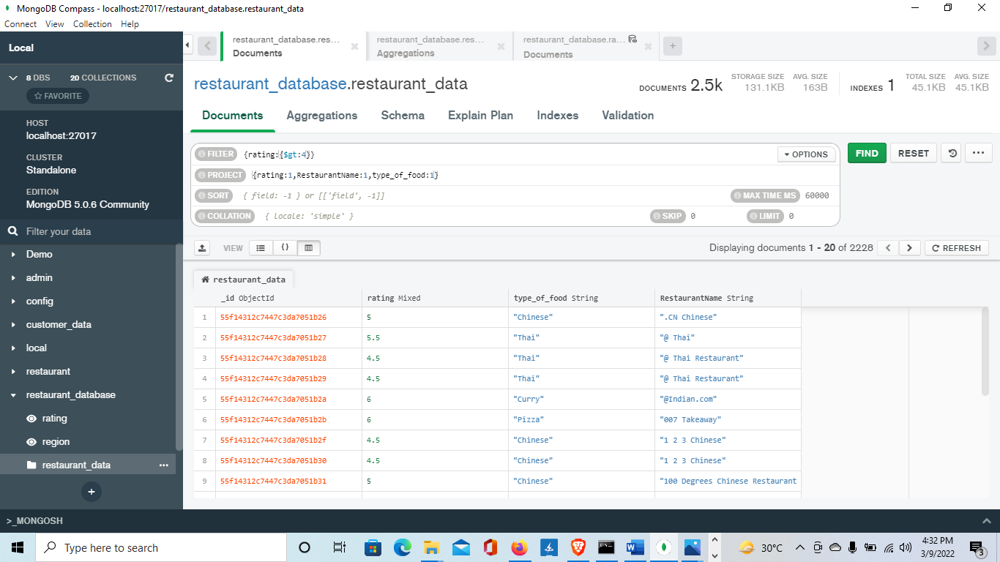 MongoDB Compass - localhost:27017/restaurant_database.restaurant_data
Connect View Collection Help
Local
8 DBS 20 COLLECTIONS
FAVORITE
HOST
localhost:27017
CLUSTER
Standalone
EDITION
MongoDB 5.0.6 Community
Filter your data
Demo
admin
config
customer_data
local
restaurant
restaurant_database
rating
region
restaurant_data
restaurant_database.res...
Documents
restaurant_database.res...
Aggregations
restaurant_database.ra...
Documents
restaurant_database.restaurant_data
DOCUMENTS 2.5k
STORAGE SIZE
131.1KB
AVG. SIZE
163B
INDEXES 1
TOTAL SIZE
45.1KB
AVG. SIZE
45.1KB
Documents Aggregations Schema Explain Plan Indexes Validation
FILTER {rating:{$gt:4}} OPTIONS FIND RESET
PROJECT {rating:1,RestaurantName:1,type_of_food:1}
SORT { field: -1 } or [['field', -1]] MAX TIME MS 60000
COLLATION { locale: 'simple' } SKIP 0 LIMIT 0
VIEW {} Displaying documents 1 - 20 of 2228 REFRESH
restaurant_data
_id ObjectId rating Mixed type_of_food String RestaurantName String
1 55f14312c7447c3da7051b26 5 "Chinese" ".CN Chinese"
2 55f14312c7447c3da7051b27 5.5 "Thai" "@ Thai"
3 55f14312c7447c3da7051b28 4.5 "Thai" "@ Thai Restaurant"
4 55f14312c7447c3da7051b29 4.5 "Thai" "@ Thai Restaurant"
5 55f14312c7447c3da7051b2a 6 "Curry" "@Indian.com"
6 55f14312c7447c3da7051b2b 6 "Pizza" "007 Takeaway"
7 55f14312c7447c3da7051b2f 4.5 "Chinese" "1 2 3 Chinese"
8 55f14312c7447c3da7051b30 4.5 "Chinese" "1 2 3 Chinese"
9 55f14312c7447c3da7051b31 5 "Chinese" "100 Degrees Chinese Restaurant
>_MONGOSH
Type here to search
30°C
4:32 PM
3/9/2022
3